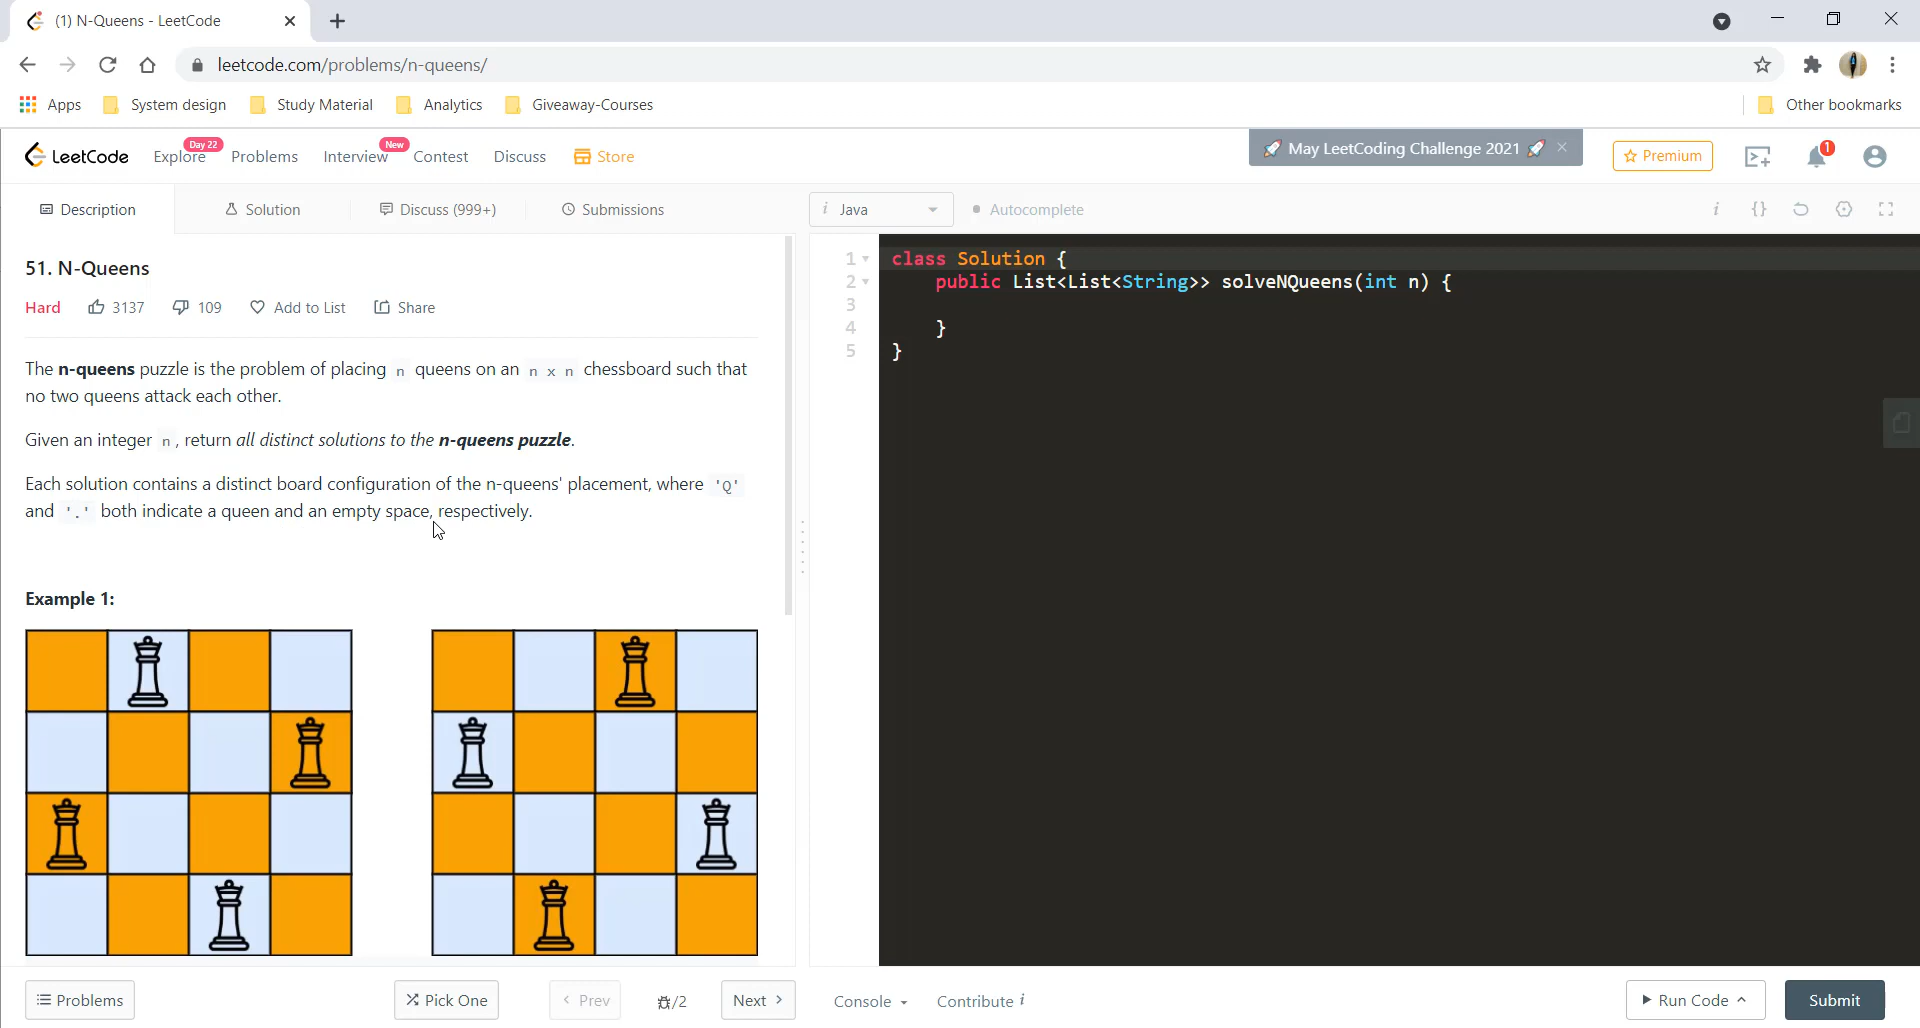 (1) N-Queens - LeetCode
leetcode.com/problems/n-queens/
Apps System design Study Material Analytics Giveaway-Courses Other bookmarks
LeetCode Explore Day 22 Problems Interview New Contest Discuss Store 🚀 May LeetCoding Challenge 2021 🚀 × Premium 1
Description Solution Discuss (999+) Submissions i Java Autocomplete i {}
51. N-Queens
Hard 3137 109 Add to List Share
The n-queens puzzle is the problem of placing n queens on an n x n chessboard such that
no two queens attack each other.
Given an integer n, return all distinct solutions to the n-queens puzzle.
Each solution contains a distinct board configuration of the n-queens' placement, where 'Q'
and '.' both indicate a queen and an empty space, respectively.
Example 1:
1 class Solution {
2 public List<List<String>> solveNQueens(int n) {
3
4 }
5 }
Problems Pick One < Prev /2 Next > Console Contribute i Run Code Submit